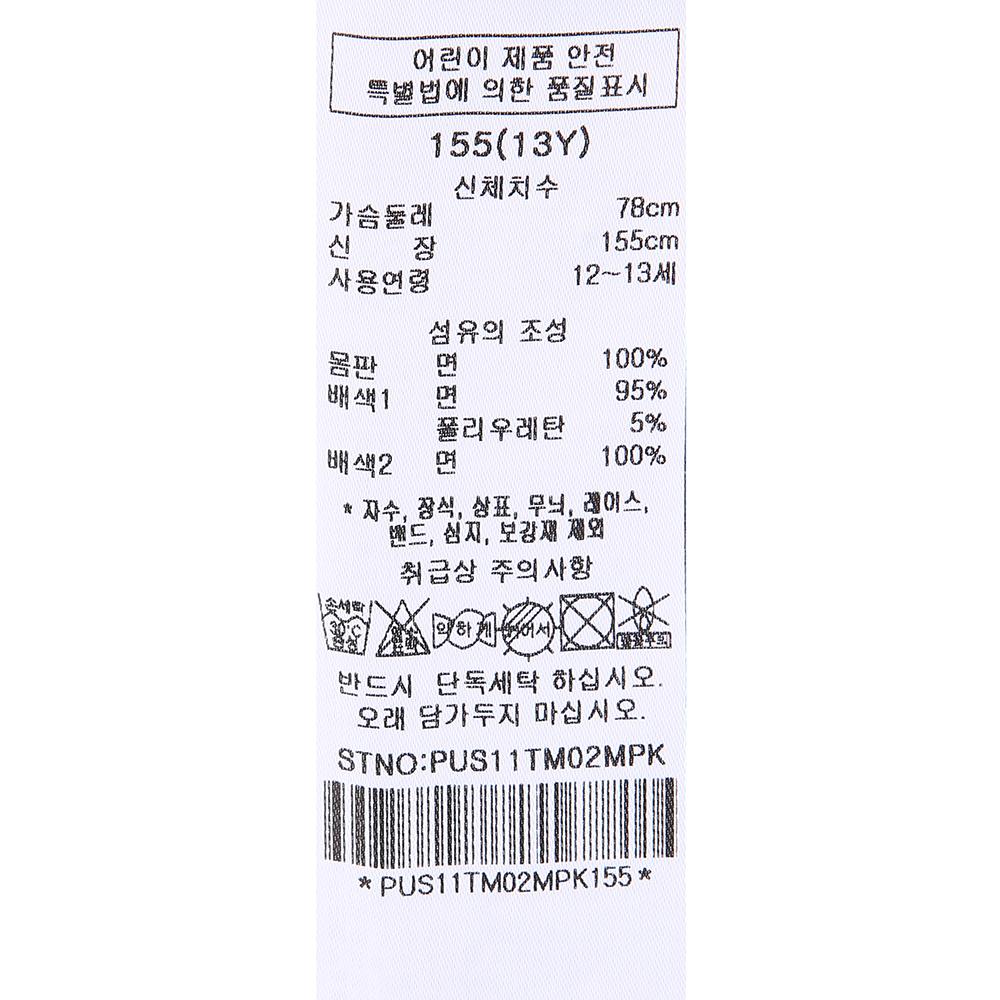 어린이 제품 안전
특별법에 의한 품질표시
155(13Y)
신체치수
가슴둘레 78cm
신 장 155cm
사용연령 12~13세
섬유의 조성
몸판 면 100%
배색1 면 95%
폴리우레탄 5%
배색2 면 100%
* 자수, 장식, 상표, 무늬, 레이스,
밴드, 심지, 보강재 제외
취급상 주의사항
손세탁
30℃
중성
약하게
반드시 단독세탁 하십시오.
오래 담가두지 마십시오.
STNO:PUS11TM02MPK
*PUS11TM02MPK155*